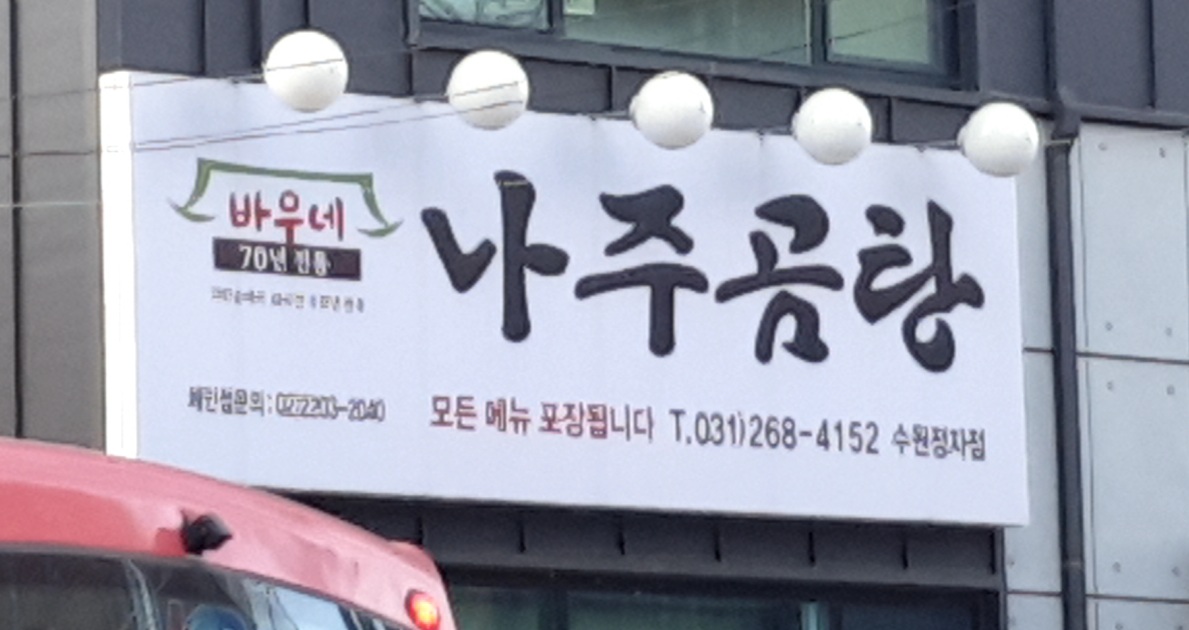 바우네
나주곰탕
70년 전통
체인점문의: 02)2203-2040
모든 메뉴 포장됩니다 T.031)268-4152 수원정자점